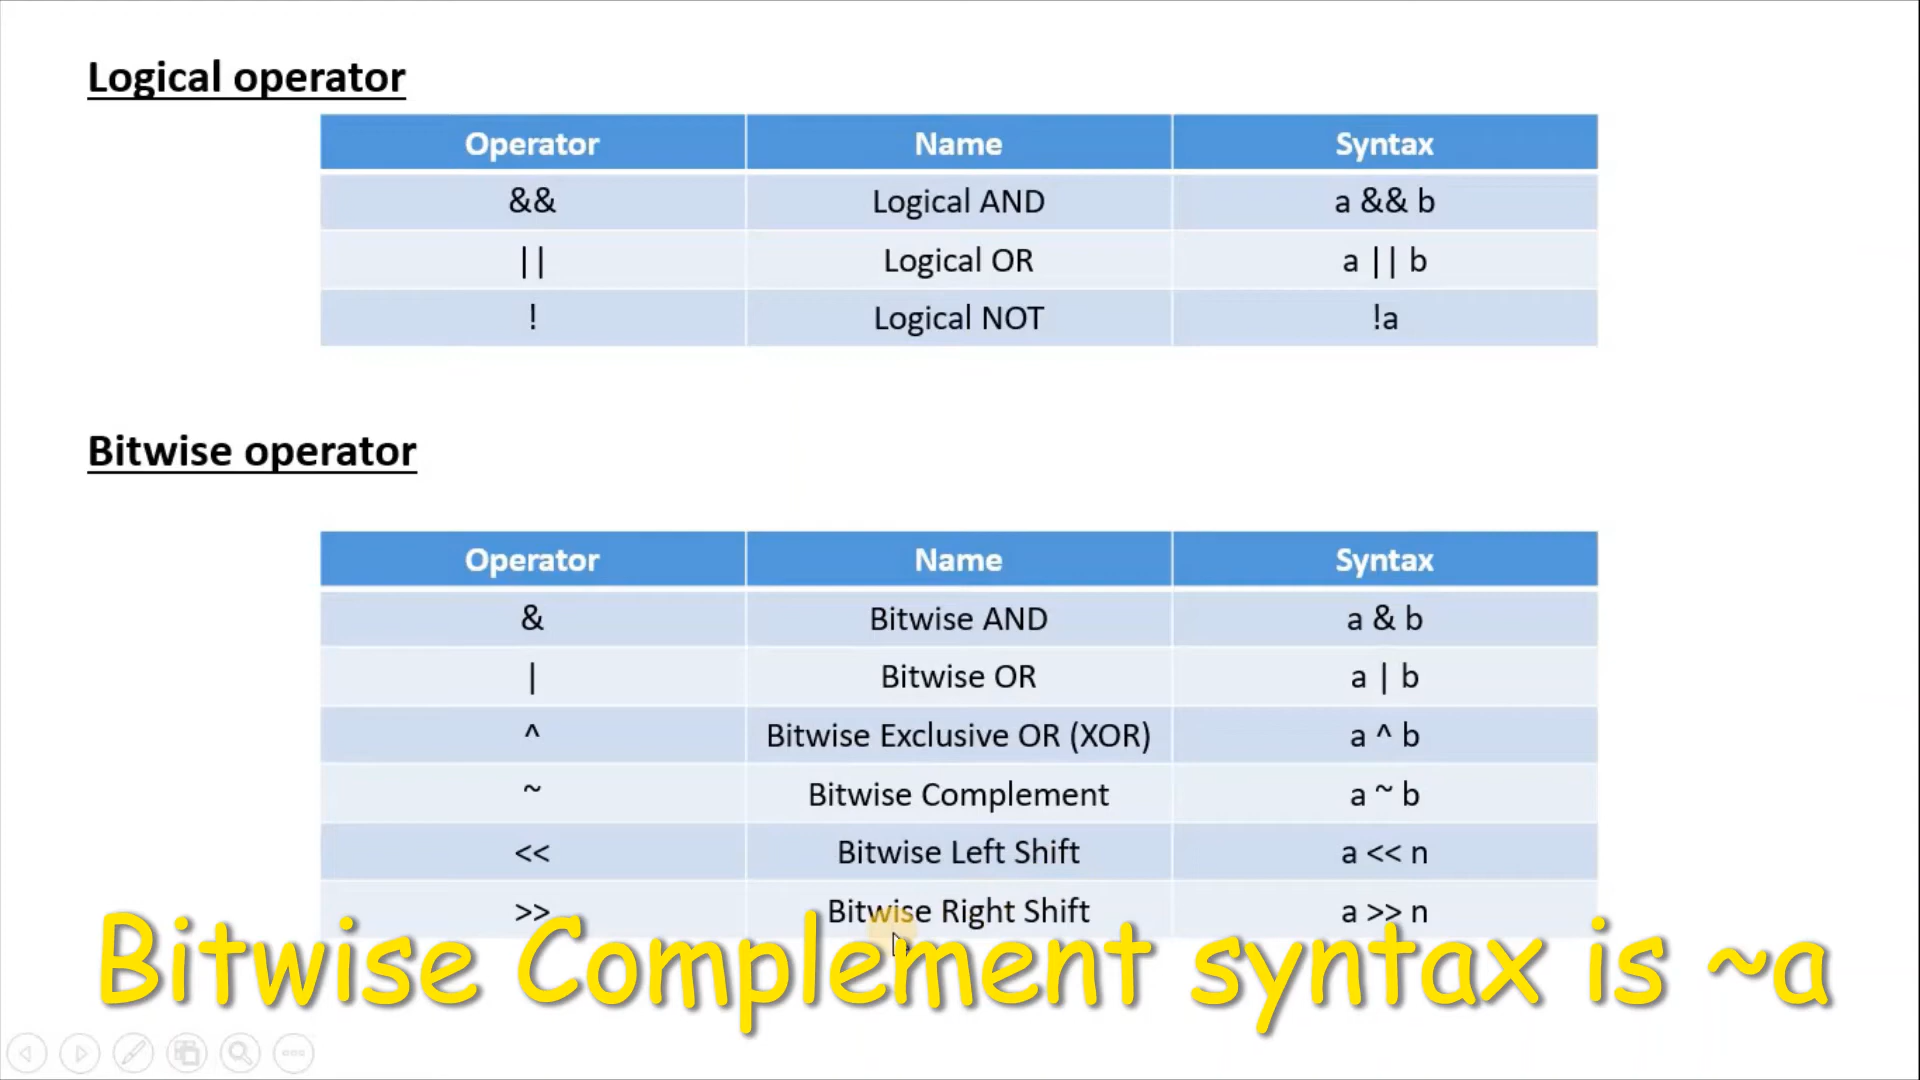 Logical operator
Operator Name Syntax
&& Logical AND a && b
|| Logical OR a || b
! Logical NOT !a
Bitwise operator
Operator Name Syntax
& Bitwise AND a & b
| Bitwise OR a | b
^ Bitwise Exclusive OR (XOR) a ^ b
~ Bitwise Complement a ~ b
<< Bitwise Left Shift a << n
>> Bitwise Right Shift a >> n
Bitwise Complement syntax is ~a